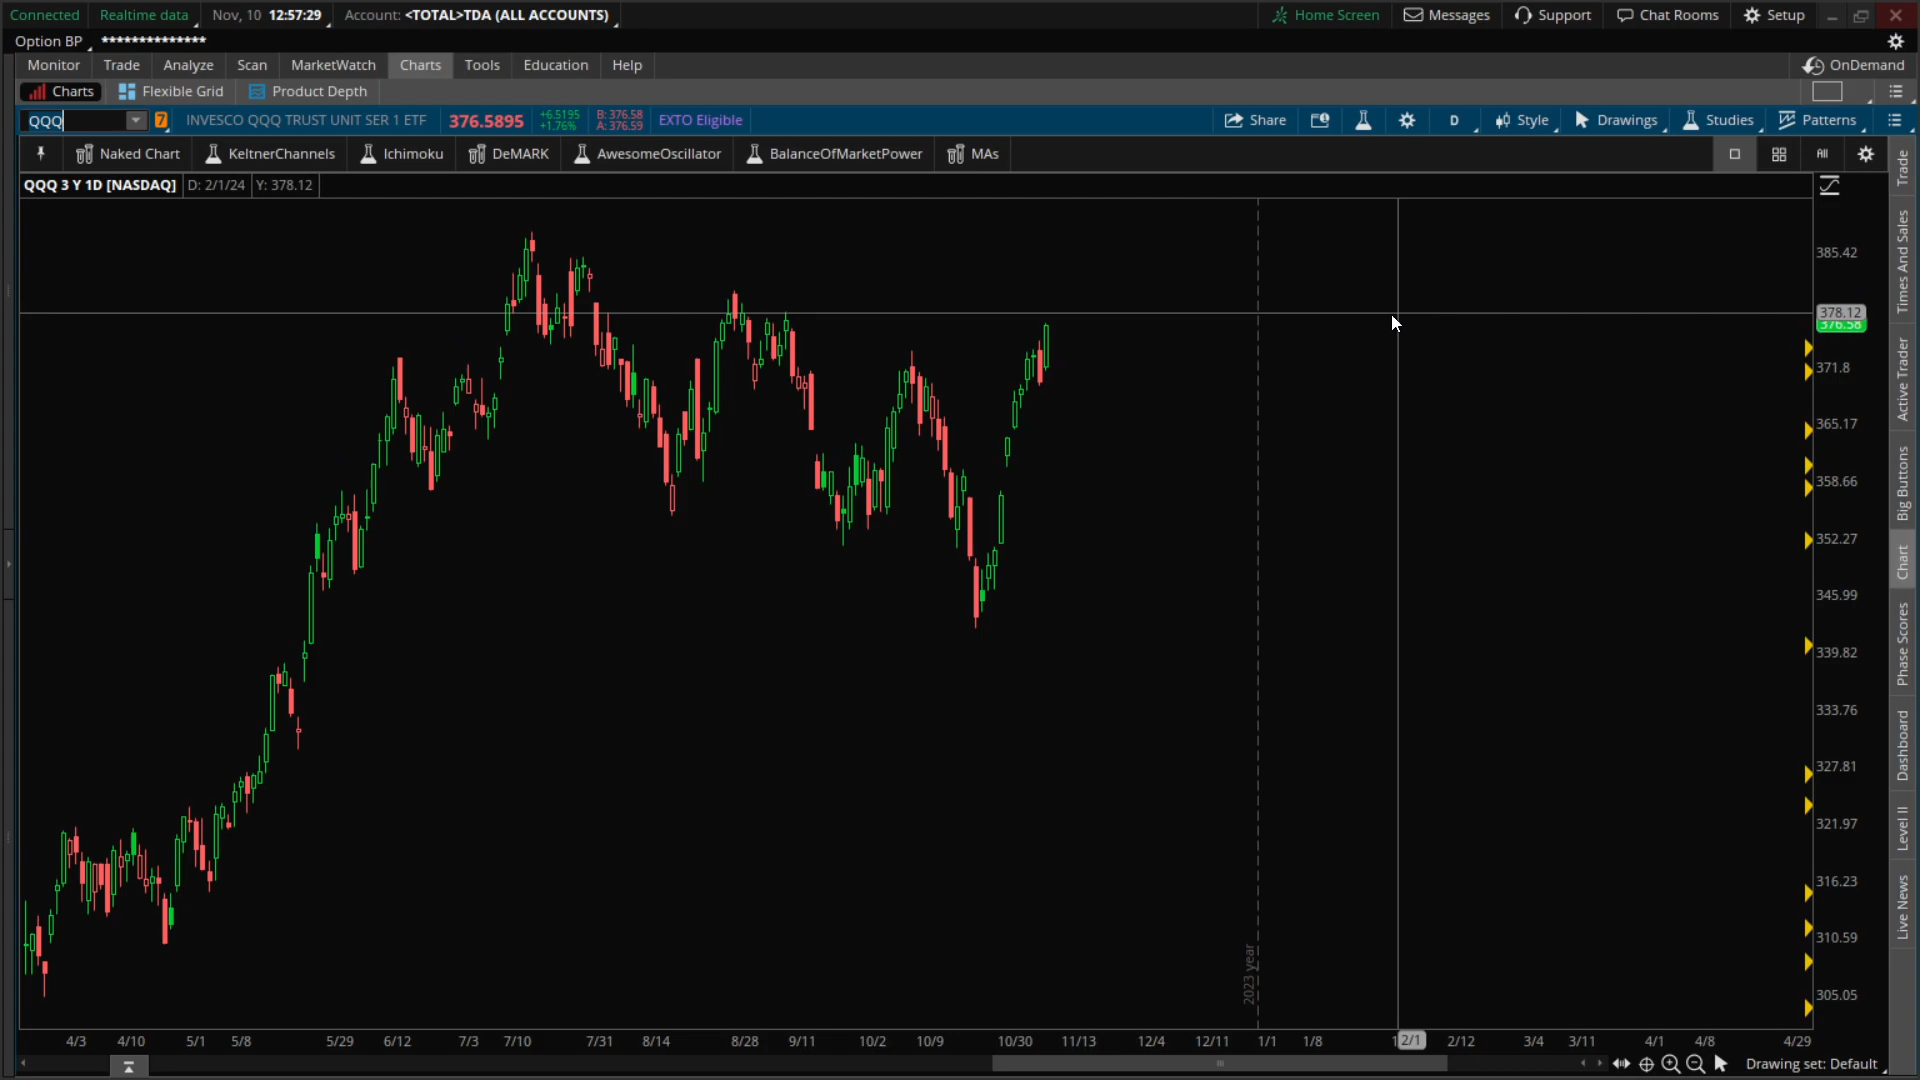 Connected Realtime data Nov, 10 12:57:29 Account: <TOTAL>TDA (ALL ACCOUNTS) Home Screen Messages Support Chat Rooms Setup
Option BP **************
Monitor Trade Analyze Scan MarketWatch Charts Tools Education Help OnDemand
Charts Flexible Grid Product Depth
QQQ 7 INVESCO QQQ TRUST UNIT SER 1 ETF 376.5895 +6.5195 +1.76% B: 376.58 A: 376.59 EXTO Eligible Share D Style Drawings Studies Patterns
Naked Chart KeltnerChannels Ichimoku DeMARK AwesomeOscillator BalanceOfMarketPower MAs All
QQQ 3 Y 1D [NASDAQ] D: 2/1/24 Y: 378.12
385.42
378.12
376.58
371.8
365.17
358.66
352.27
345.99
339.82
333.76
327.81
321.97
316.23
310.59
305.05
2023 year
4/3 4/10 5/1 5/8 5/29 6/12 7/3 7/10 7/31 8/14 8/28 9/11 10/2 10/9 10/30 11/13 12/4 12/11 1/1 1/8 2/1 2/12 3/4 3/11 4/1 4/8 4/29
Drawing set: Default
Trade
Times And Sales
Active Trader
Big Buttons
Chart
Phase Scores
Dashboard
Level II
Live News